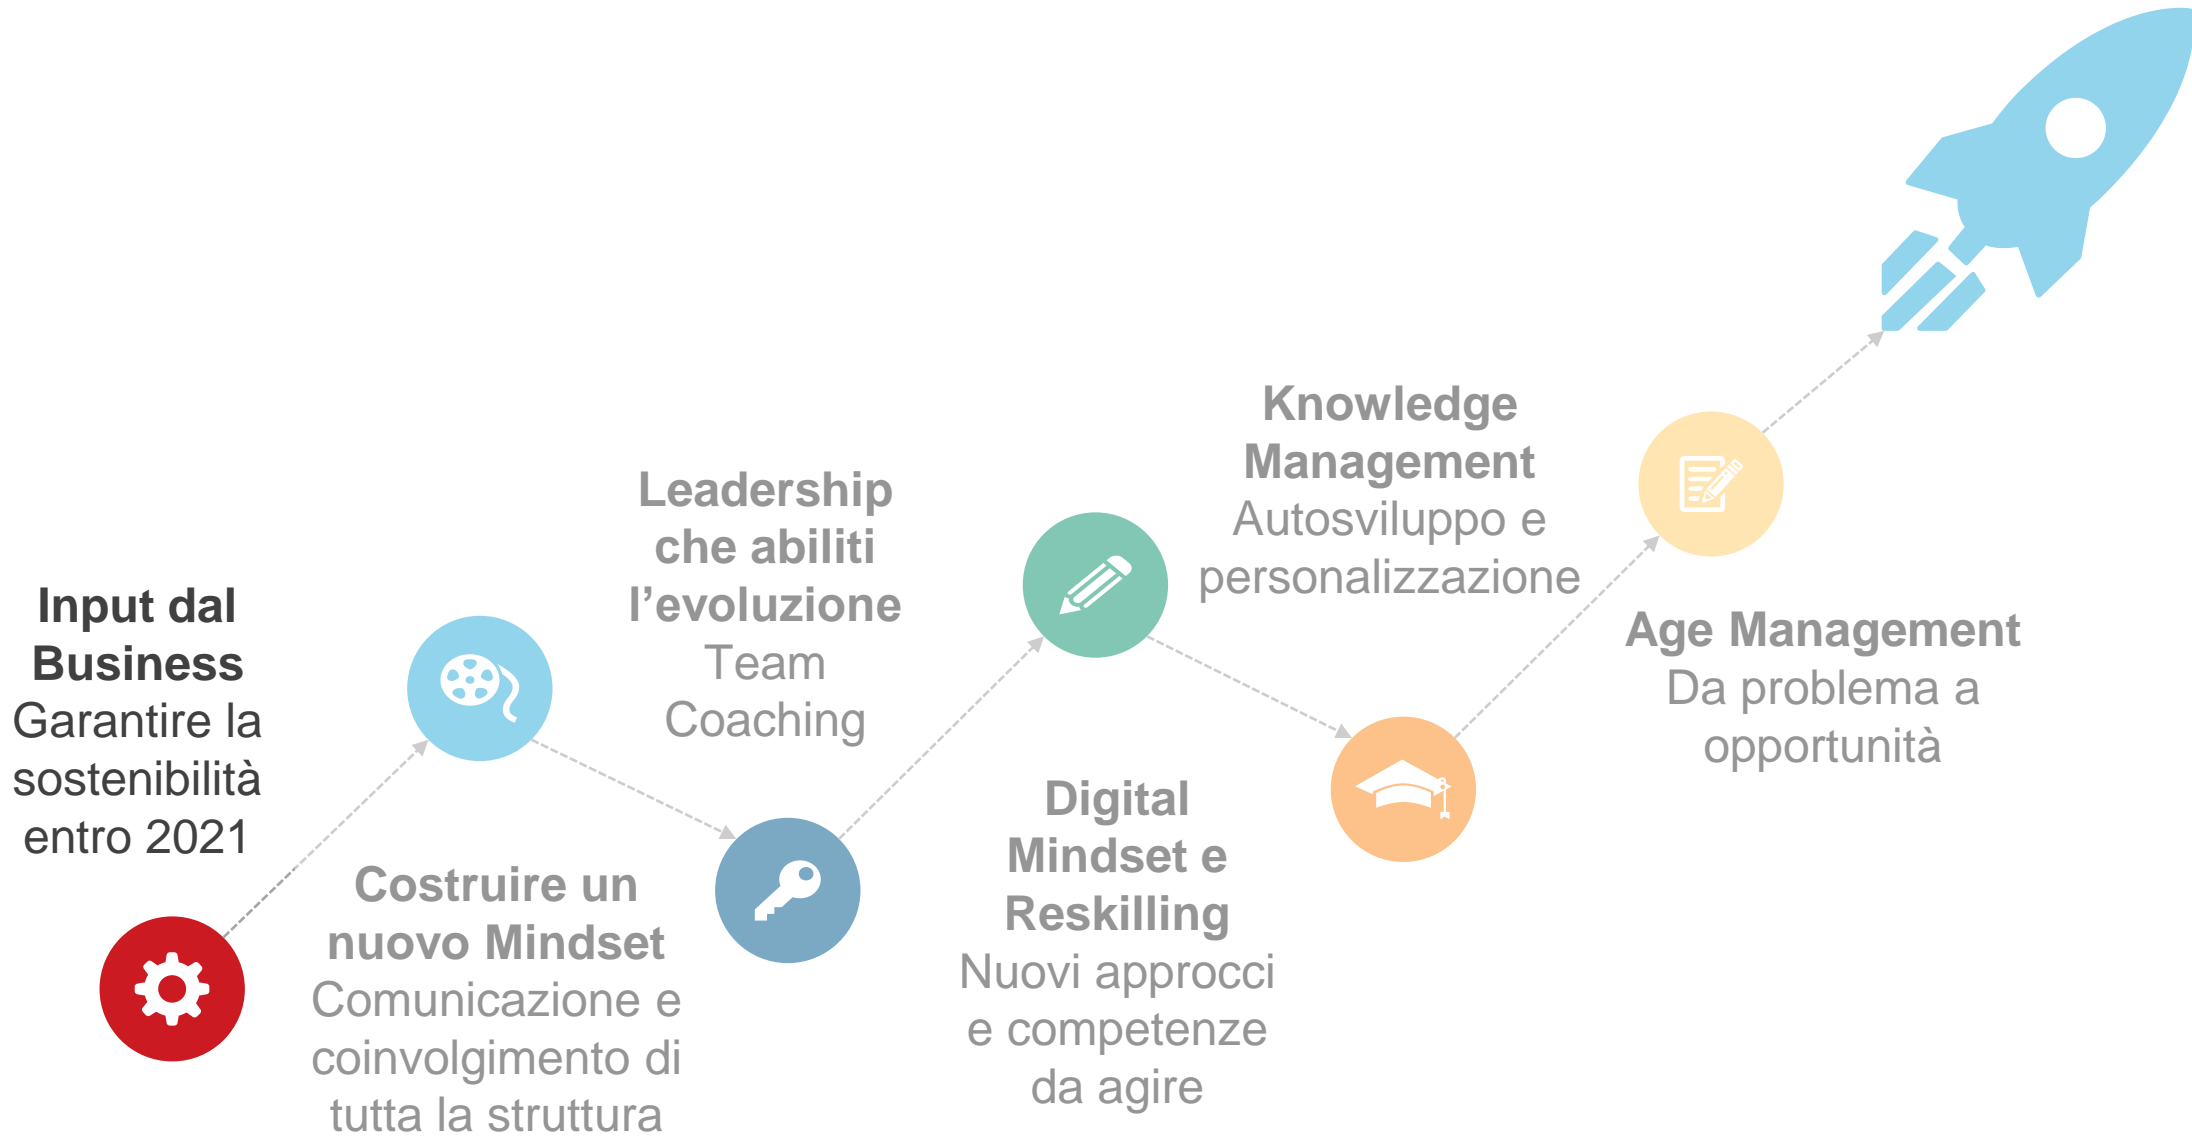 Input dal
Business
Garantire la
sostenibilità
entro 2021
Costruire un
nuovo Mindset
Comunicazione e
coinvolgimento di
tutta la struttura
Leadership
che abiliti
l’evoluzione
Team
Coaching
Digital
Mindset e
Reskilling
Nuovi approcci
e competenze
da agire
Knowledge
Management
Autosviluppo e
personalizzazione
Age Management
Da problema a
opportunità